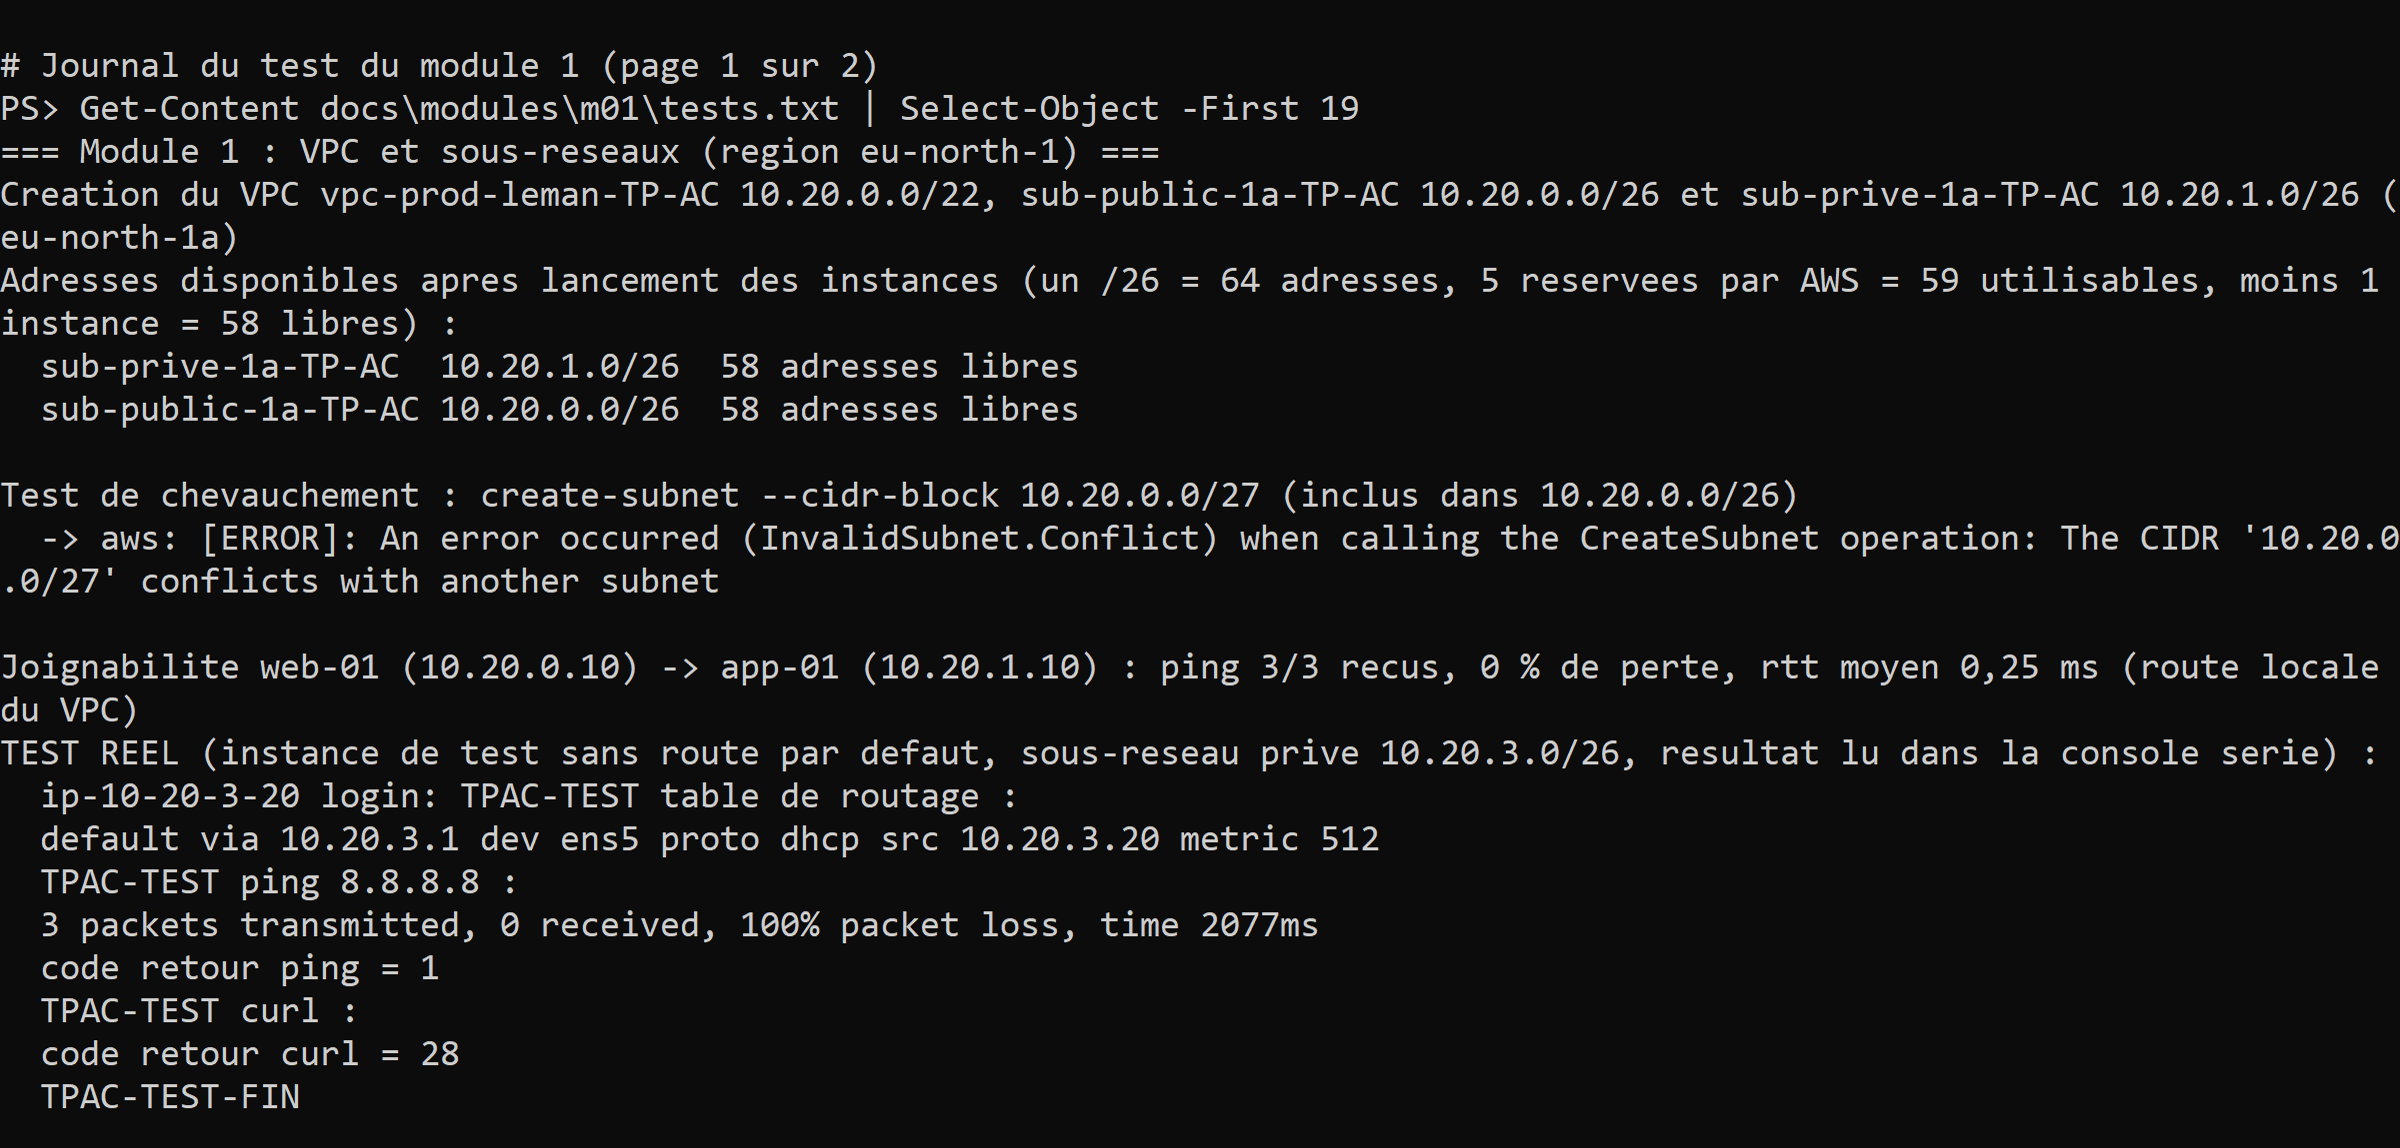 # Journal du test du module 1 (page 1 sur 2)
PS> Get-Content docs\modules\m01\tests.txt | Select-Object -First 19
=== Module 1 : VPC et sous-reseaux (region eu-north-1) ===
Creation du VPC vpc-prod-leman-TP-AC 10.20.0.0/22, sub-public-1a-TP-AC 10.20.0.0/26 et sub-prive-1a-TP-AC 10.20.1.0/26 (
eu-north-1a)
Adresses disponibles apres lancement des instances (un /26 = 64 adresses, 5 reservees par AWS = 59 utilisables, moins 1
instance = 58 libres) :
  sub-prive-1a-TP-AC  10.20.1.0/26  58 adresses libres
  sub-public-1a-TP-AC 10.20.0.0/26  58 adresses libres

Test de chevauchement : create-subnet --cidr-block 10.20.0.0/27 (inclus dans 10.20.0.0/26)
  -> aws: [ERROR]: An error occurred (InvalidSubnet.Conflict) when calling the CreateSubnet operation: The CIDR '10.20.0
.0/27' conflicts with another subnet

Joignabilite web-01 (10.20.0.10) -> app-01 (10.20.1.10) : ping 3/3 recus, 0 % de perte, rtt moyen 0,25 ms (route locale
du VPC)
TEST REEL (instance de test sans route par defaut, sous-reseau prive 10.20.3.0/26, resultat lu dans la console serie) :
  ip-10-20-3-20 login: TPAC-TEST table de routage :
  default via 10.20.3.1 dev ens5 proto dhcp src 10.20.3.20 metric 512
  TPAC-TEST ping 8.8.8.8 :
  3 packets transmitted, 0 received, 100% packet loss, time 2077ms
  code retour ping = 1
  TPAC-TEST curl :
  code retour curl = 28
  TPAC-TEST-FIN